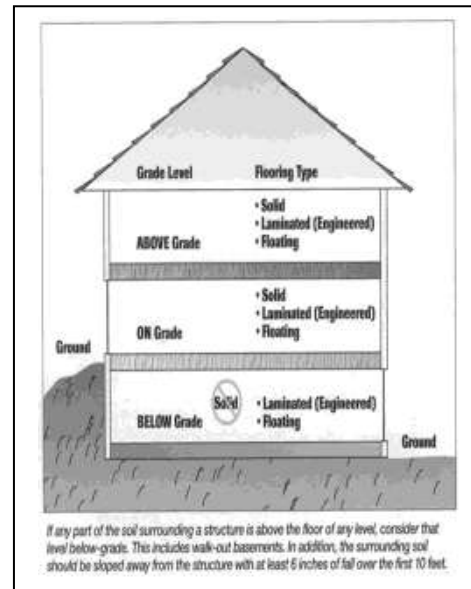 Grade Level Flooring Type
• Solid
• Laminated (Engineered)
ABOVE Grade • Floating
• Solid
• Laminated (Engineered)
ON Grade • Floating
Ground
Solid • Laminated (Engineered)
BELOW Grade • Floating
Ground
If any part of the soil surrounding a structure is above the floor of any level, consider that
level below-grade. This includes walk-out basements. In addition, the surrounding soil
should be sloped away from the structure with at least 6 inches of fall over the first 10 feet.